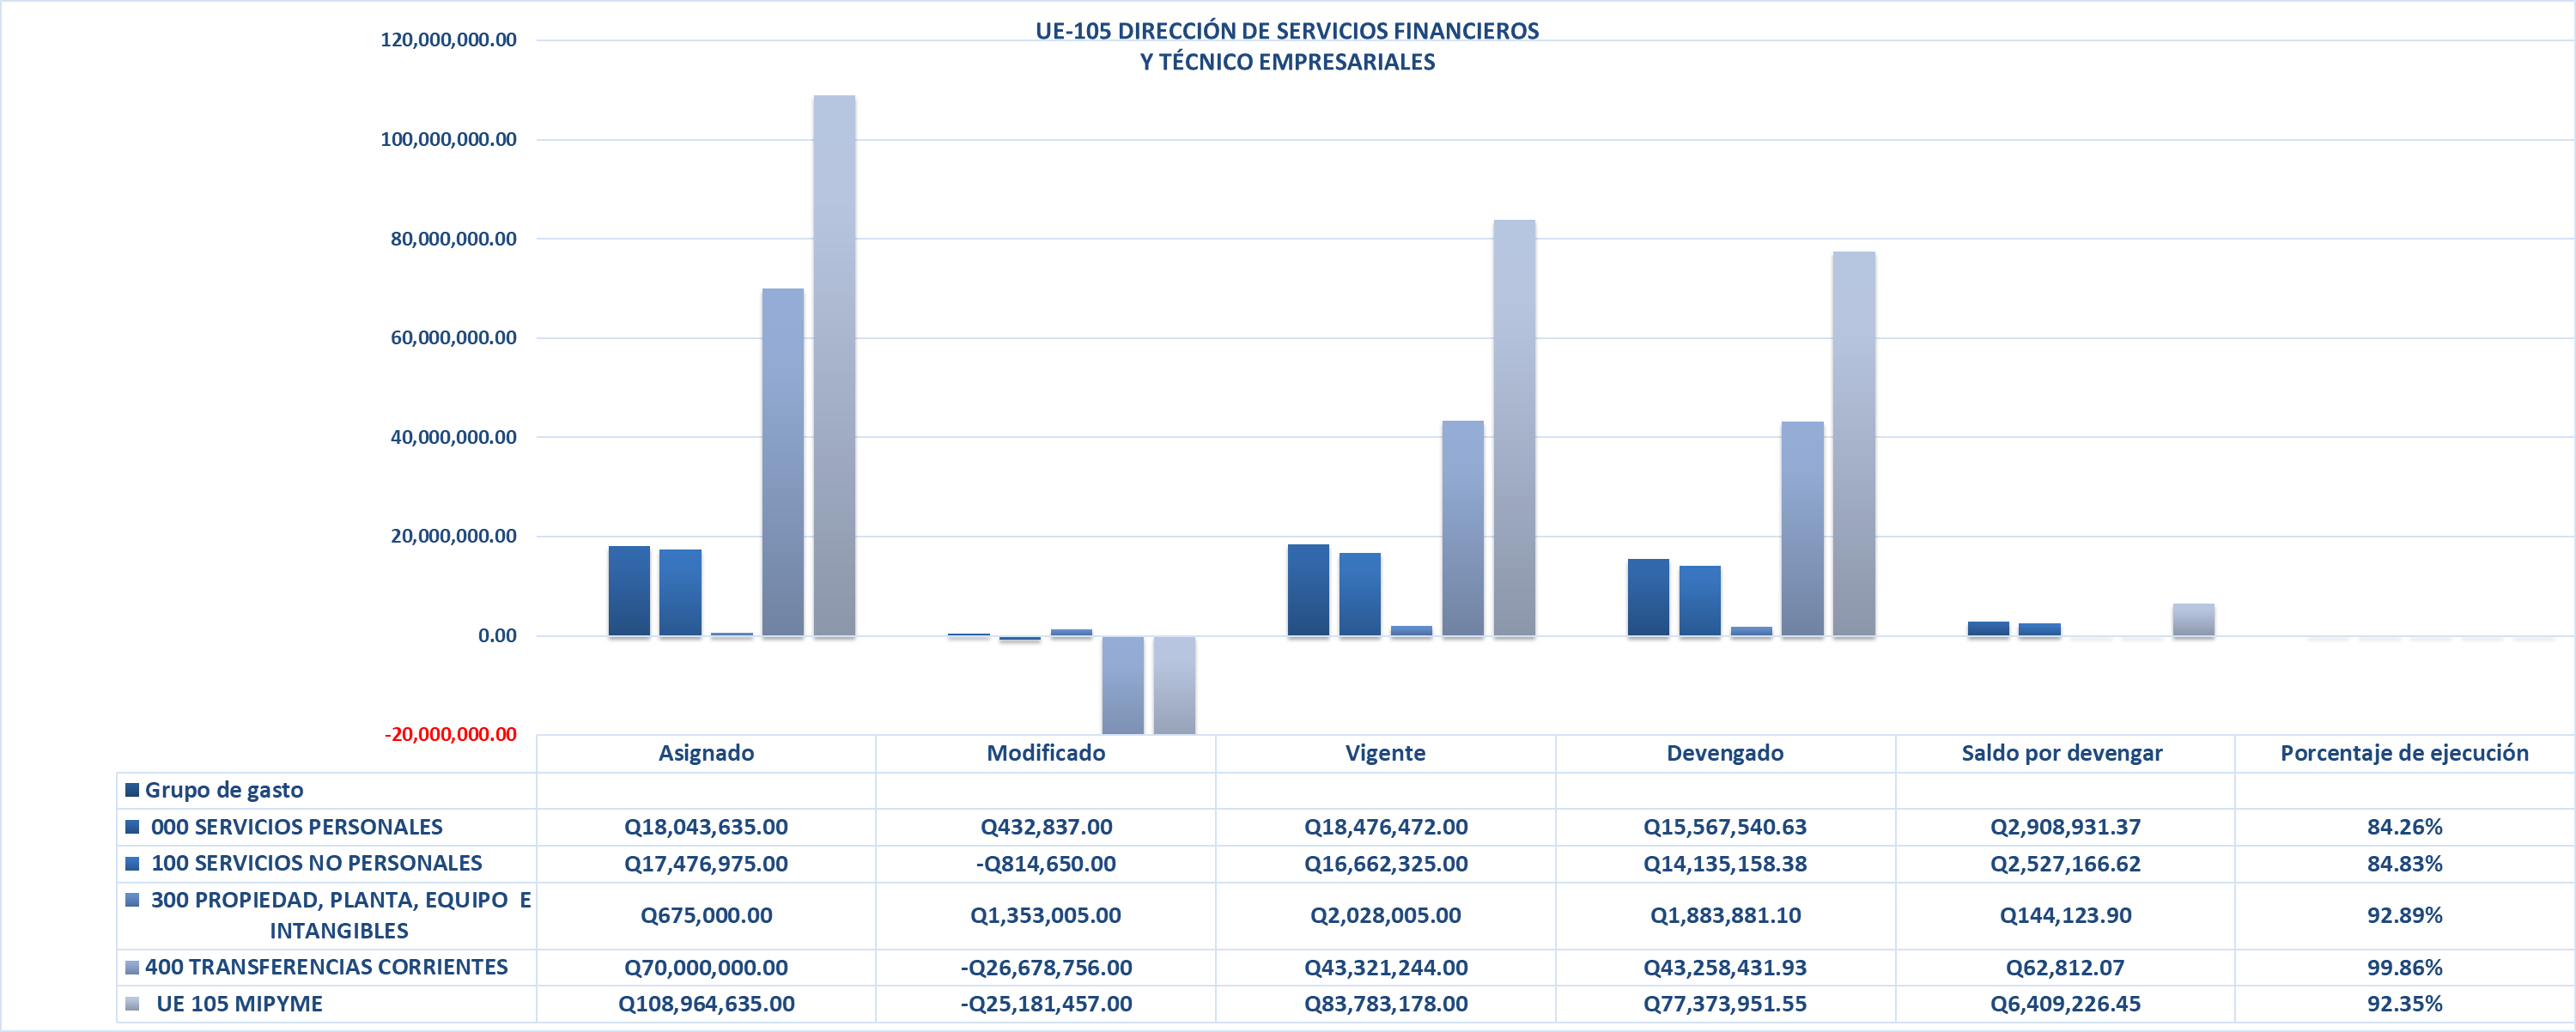 UE-105 DIRECCIÓN DE SERVICIOS FINANCIEROS
Y TÉCNICO EMPRESARIALES
120,000,000.00
100,000,000.00
80,000,000.00
60,000,000.00
40,000,000.00
20,000,000.00
0.00
-20,000,000.00
Asignado Modificado Vigente Devengado Saldo por devengar Porcentaje de ejecución
Grupo de gasto
000 SERVICIOS PERSONALES Q18,043,635.00 Q432,837.00 Q18,476,472.00 Q15,567,540.63 Q2,908,931.37 84.26%
100 SERVICIOS NO PERSONALES Q17,476,975.00 -Q814,650.00 Q16,662,325.00 Q14,135,158.38 Q2,527,166.62 84.83%
300 PROPIEDAD, PLANTA, EQUIPO E
INTANGIBLES Q675,000.00 Q1,353,005.00 Q2,028,005.00 Q1,883,881.10 Q144,123.90 92.89%
400 TRANSFERENCIAS CORRIENTES Q70,000,000.00 -Q26,678,756.00 Q43,321,244.00 Q43,258,431.93 Q62,812.07 99.86%
UE 105 MIPYME Q108,964,635.00 -Q25,181,457.00 Q83,783,178.00 Q77,373,951.55 Q6,409,226.45 92.35%